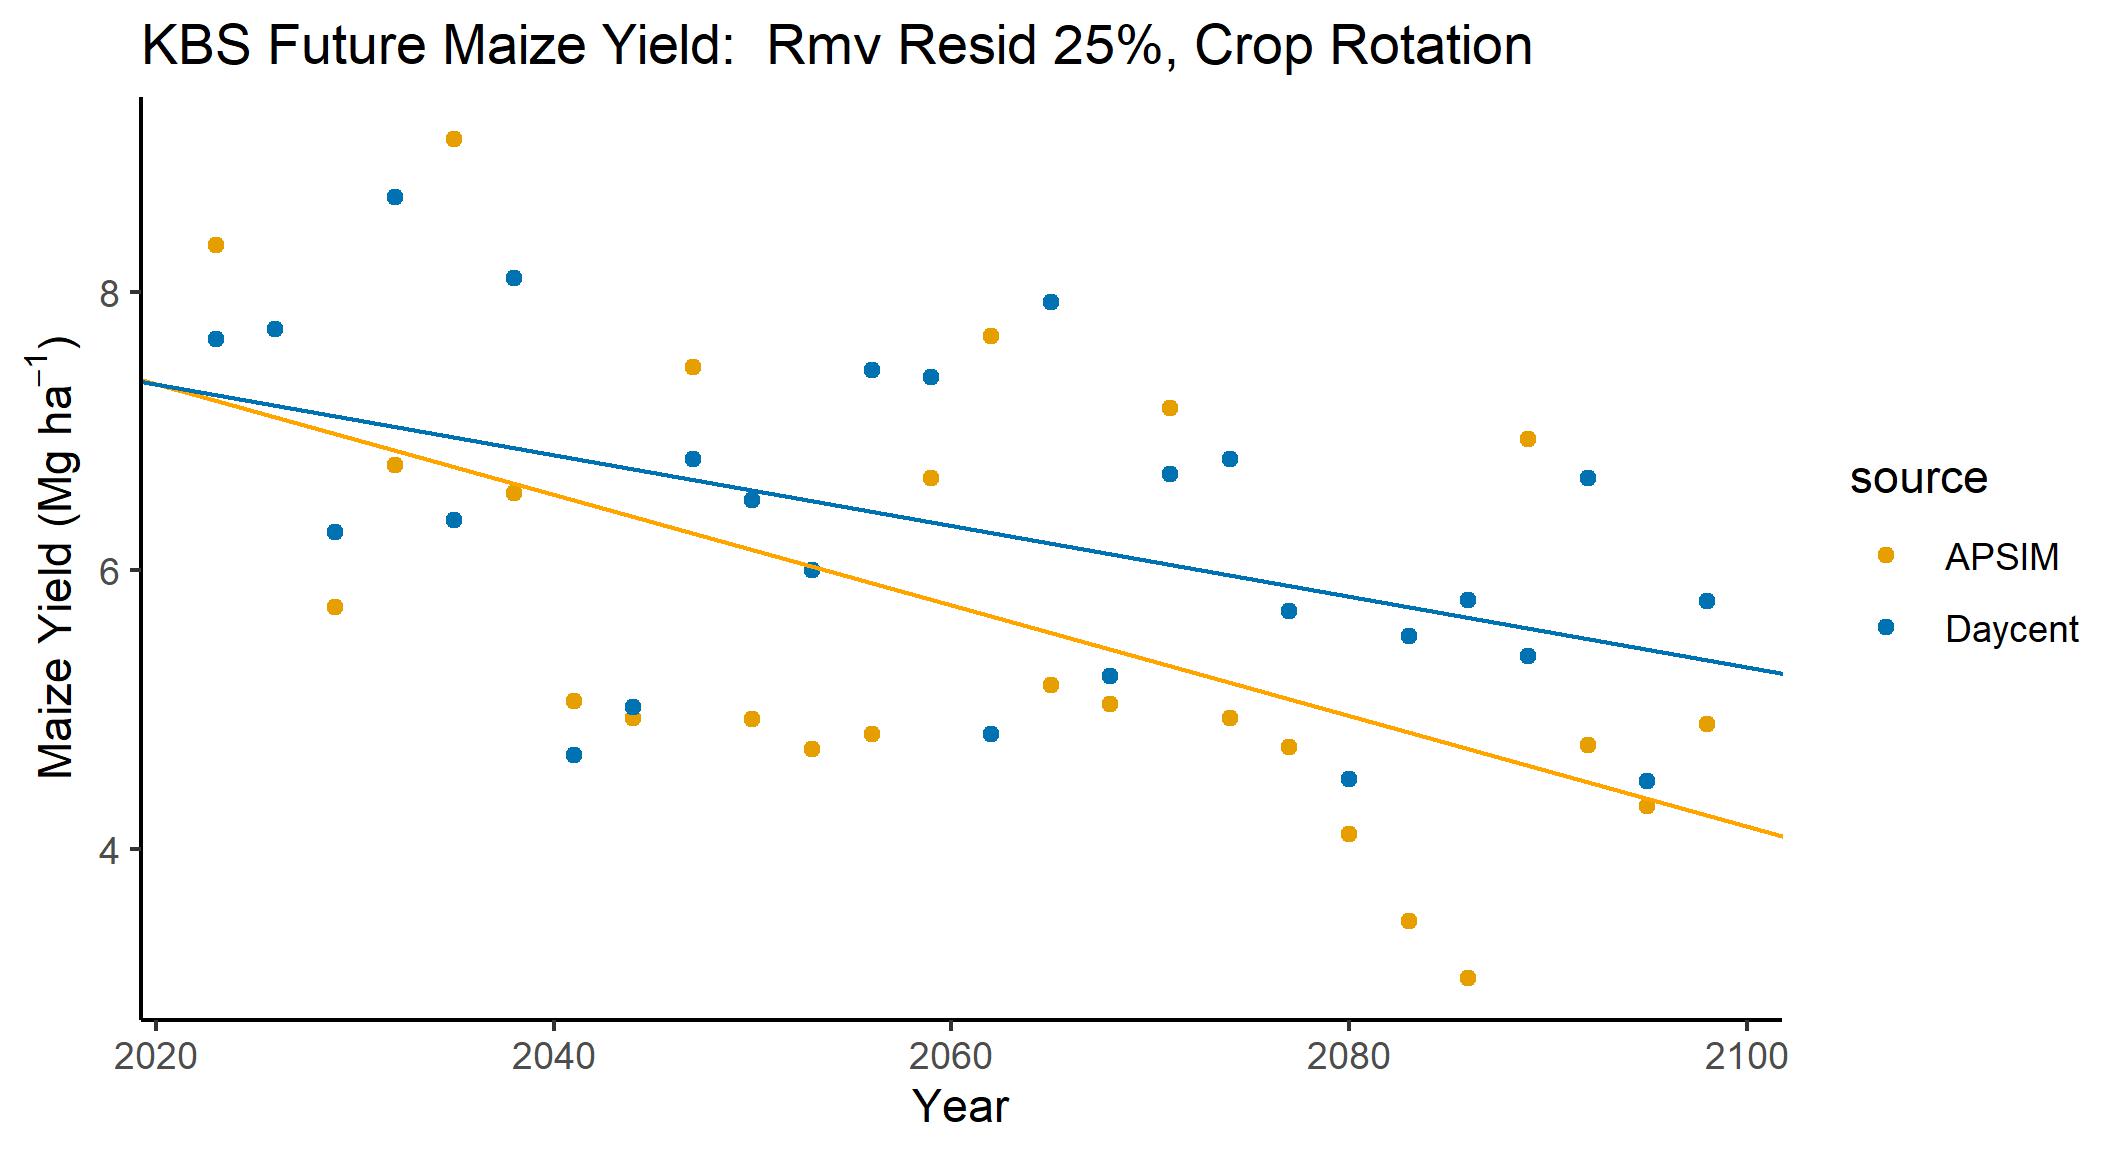 KBS Future Maize Yield:  Rmv Resid 25%, Crop Rotation
Maize Yield (Mg ha⁻¹)
8
6
4
2020 2040 2060 2080 2100
Year
source
APSIM
Daycent